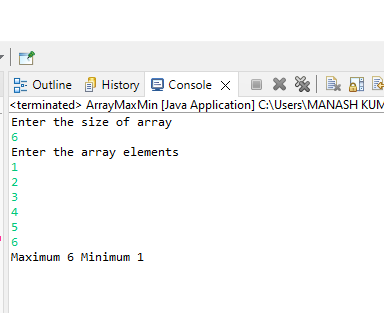 Outline History Console
<terminated> ArrayMaxMin [Java Application] C:\Users\MANASH KUM
Enter the size of array
6
Enter the array elements
1
2
3
4
5
6
Maximum 6 Minimum 1